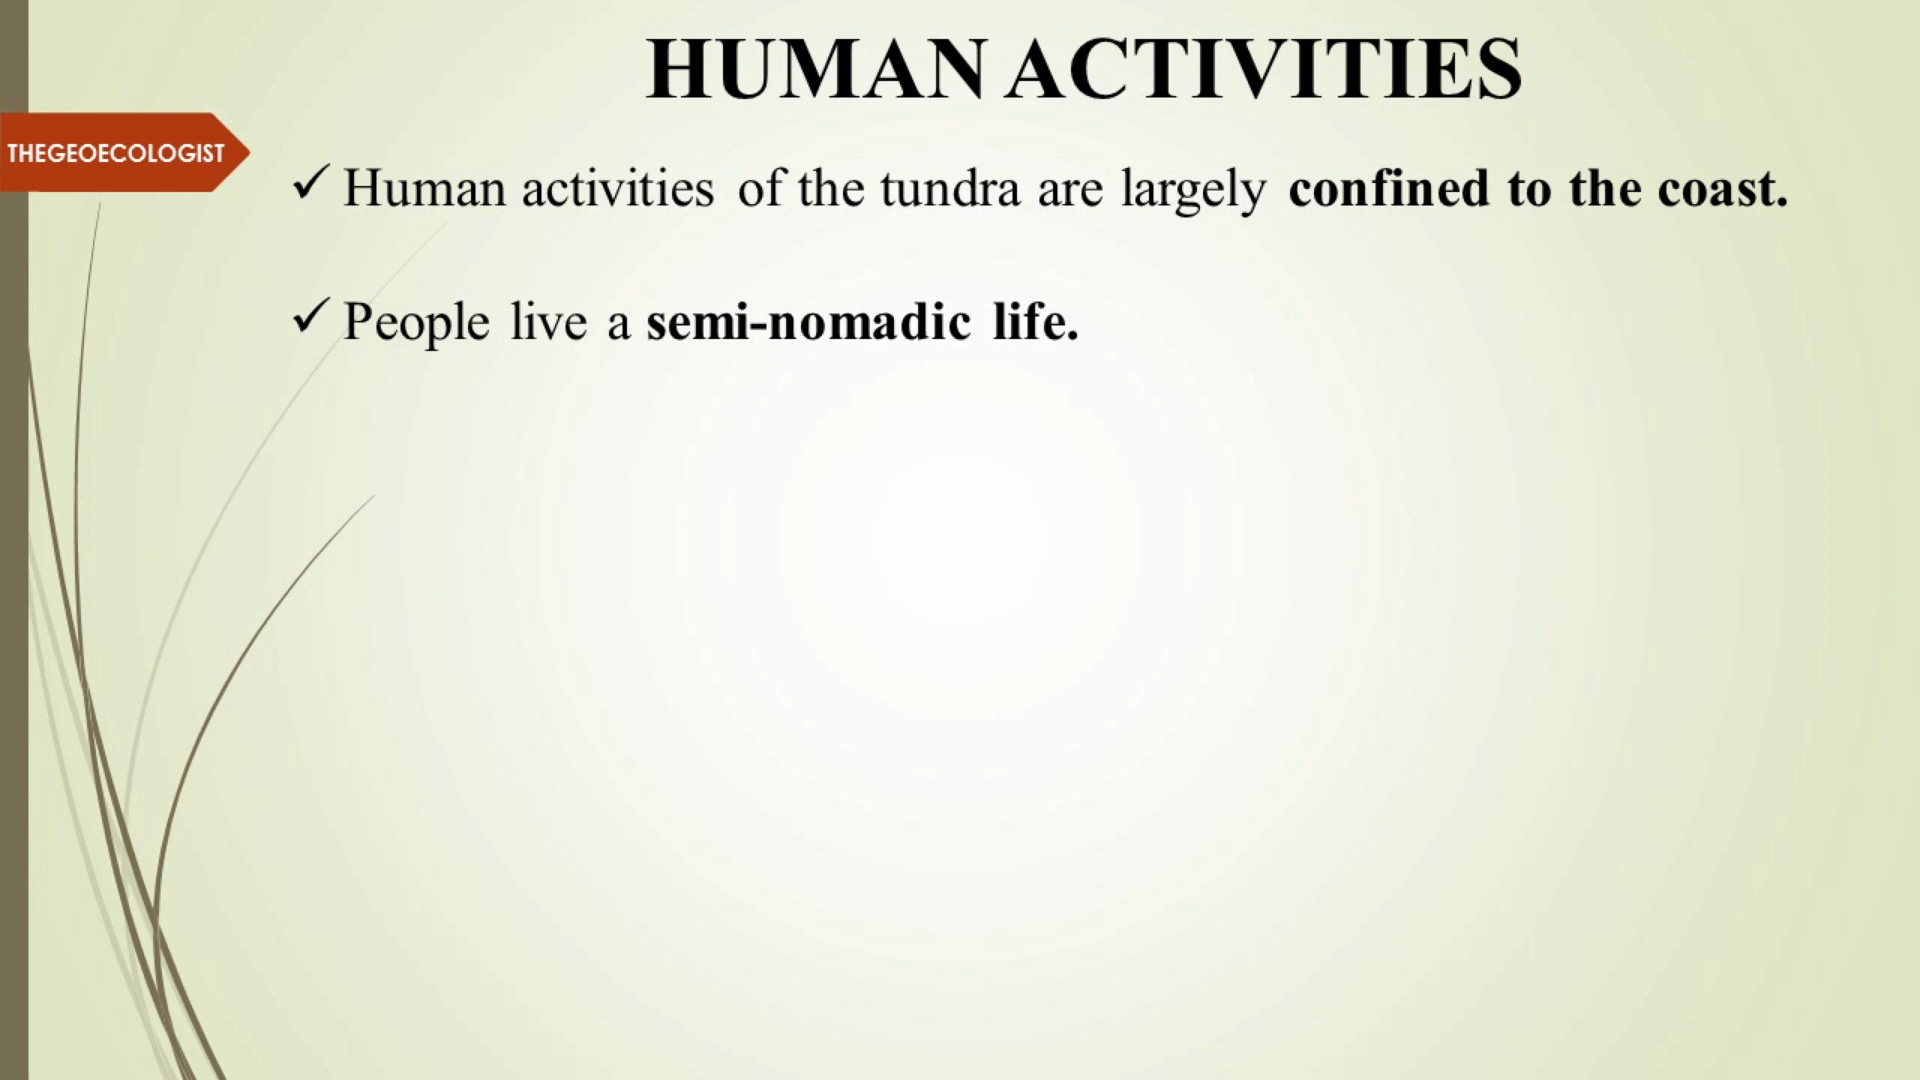 HUMAN ACTIVITIES
THEGEOECOLOGIST
✓ Human activities of the tundra are largely confined to the coast.
✓ People live a semi-nomadic life.